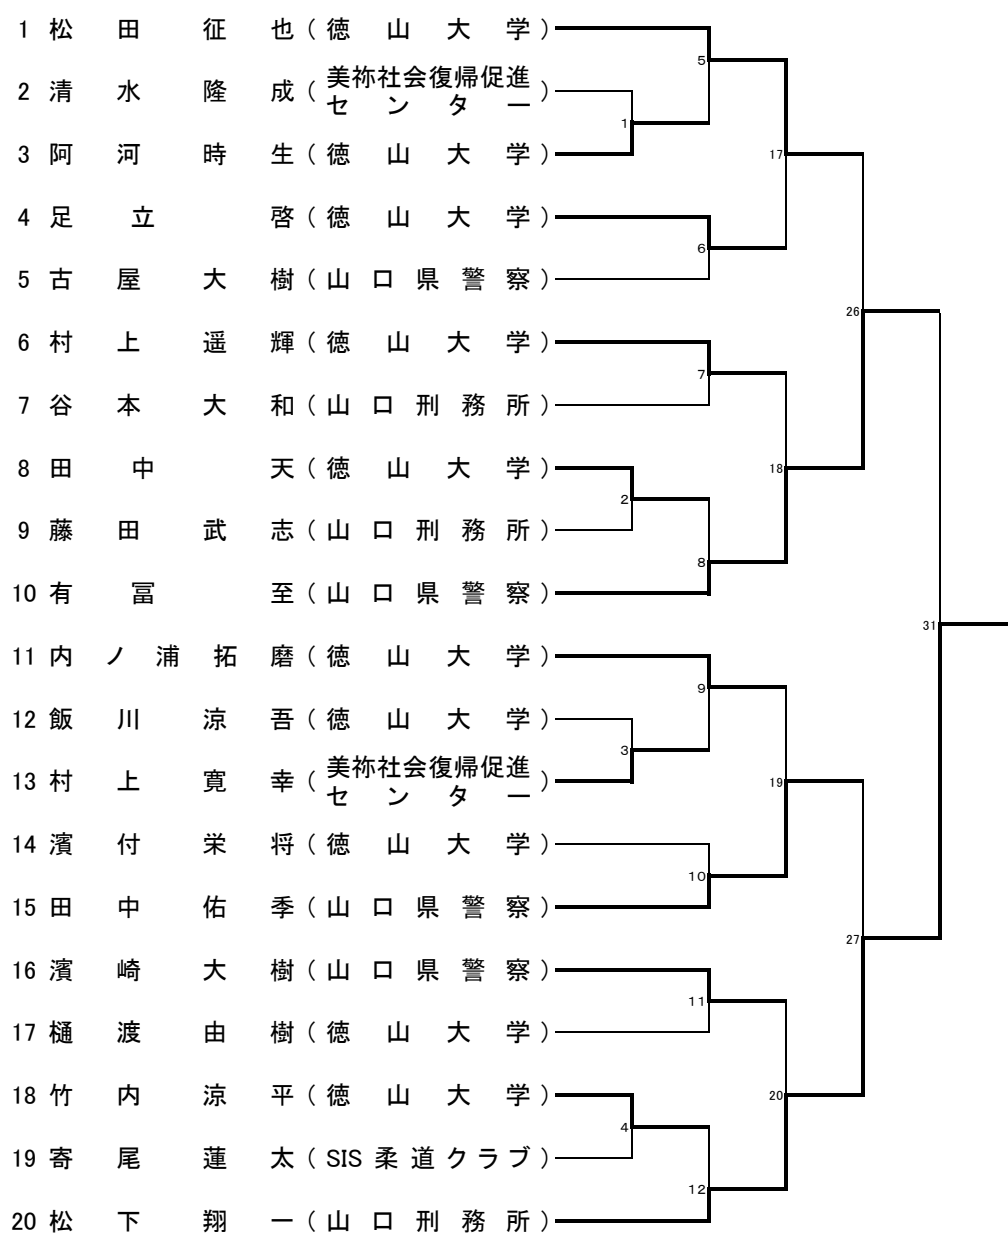 1 松田征也(徳山大学)
2 清水隆成(美祢社会復帰促進センター)
3 阿河時生(徳山大学)
4 足立啓(徳山大学)
5 古屋大樹(山口県警察)
6 村上遥輝(徳山大学)
7 谷本大和(山口刑務所)
8 田中天(徳山大学)
9 藤田武志(山口刑務所)
10 有冨至(山口県警察)
11 内ノ浦拓磨(徳山大学)
12 飯川涼吾(徳山大学)
13 村上寛幸(美祢社会復帰促進センター)
14 濱付栄将(徳山大学)
15 田中佑季(山口県警察)
16 濱崎大樹(山口県警察)
17 樋渡由樹(徳山大学)
18 竹内涼平(徳山大学)
19 寄尾蓮太(SIS柔道クラブ)
20 松下翔一(山口刑務所)
1
2
3
4
5
6
7
8
9
10
11
12
17
18
19
20
26
27
31